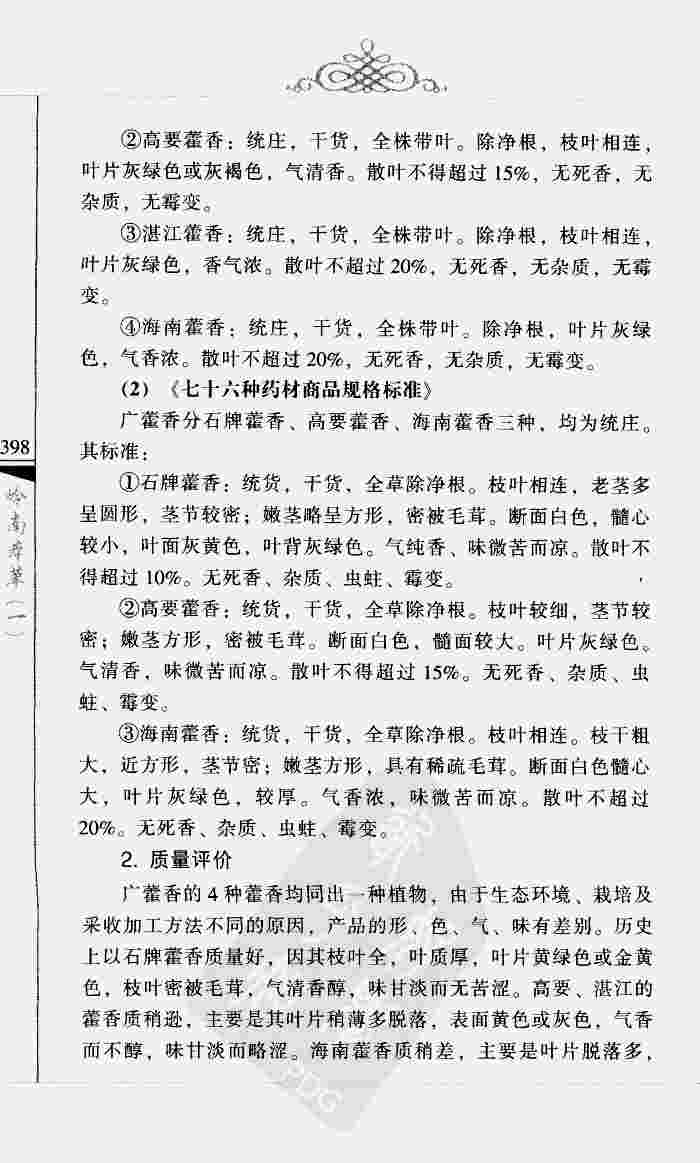 ②高要藿香：统庄，干货，全株带叶。除净根，枝叶相连，
叶片灰绿色或灰褐色，气清香。散叶不得超过 15%，无死香，无
杂质，无霉变。
③湛江藿香：统庄，干货，全株带叶。除净根，枝叶相连，
叶片灰绿色，香气浓。散叶不超过 20%，无死香，无杂质，无霉
变。
④海南藿香：统庄，干货，全株带叶。除净根，叶片灰绿
色，气香浓。散叶不超过 20%，无死香，无杂质，无霉变。
(2) 《七十六种药材商品规格标准》
广藿香分石牌藿香、高要藿香、海南藿香三种，均为统庄。
其标准：
398
岭南本草（一）
①石牌藿香：统货，干货，全草除净根。枝叶相连，老茎多
呈圆形，茎节较密；嫩茎略呈方形，密被毛茸。断面白色，髓心
较小，叶面灰黄色，叶背灰绿色。气纯香、味微苦而凉。散叶不
得超过 10%。无死香、杂质、虫蛀、霉变。
②高要藿香：统货，干货，全草除净根。枝叶较细，茎节较
密；嫩茎方形，密被毛茸。断面白色，髓面较大。叶片灰绿色。
气清香，味微苦而凉。散叶不得超过 15%。无死香、杂质、虫
蛀、霉变。
③海南藿香：统货，干货，全草除净根。枝叶相连。枝干粗
大，近方形，茎节密；嫩茎方形，具有稀疏毛茸。断面白色髓心
大，叶片灰绿色，较厚。气香浓，味微苦而凉。散叶不超过
20%。无死香、杂质、虫蛀、霉变。
2. 质量评价
广藿香的 4 种藿香均同出一种植物，由于生态环境、栽培及
采收加工方法不同的原因，产品的形、色、气、味有差别。历史
上以石牌藿香质量好，因其枝叶全，叶质厚，叶片黄绿色或金黄
色，枝叶密被毛茸，气清香醇，味甘淡而无苦涩。高要、湛江的
藿香质稍逊，主要是其叶片稍薄多脱落，表面黄色或灰色，气香
而不醇，味甘淡而略涩。海南藿香质稍差，主要是叶片脱落多，
PDG